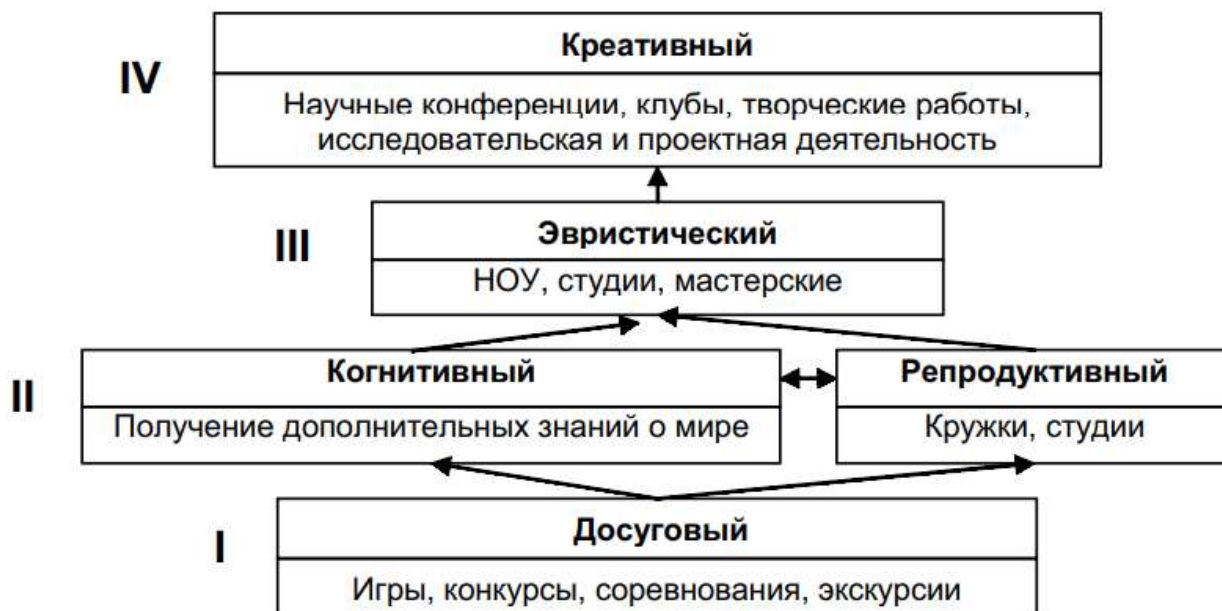 IV
Креативный
Научные конференции, клубы, творческие работы,
исследовательская и проектная деятельность
III
Эвристический
НОУ, студии, мастерские
II
Когнитивный
Получение дополнительных знаний о мире
Репродуктивный
Кружки, студии
I
Досуговый
Игры, конкурсы, соревнования, экскурсии